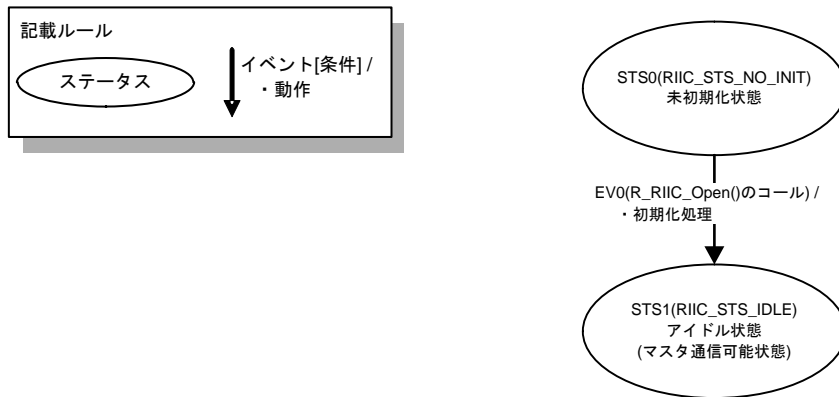 記載ルール
ステータス
イベント[条件] /
・動作
STS0(RIIC_STS_NO_INIT)
未初期化状態
EV0(R_RIIC_Open()のコール) /
・初期化処理
STS1(RIIC_STS_IDLE)
アイドル状態
(マスタ通信可能状態)